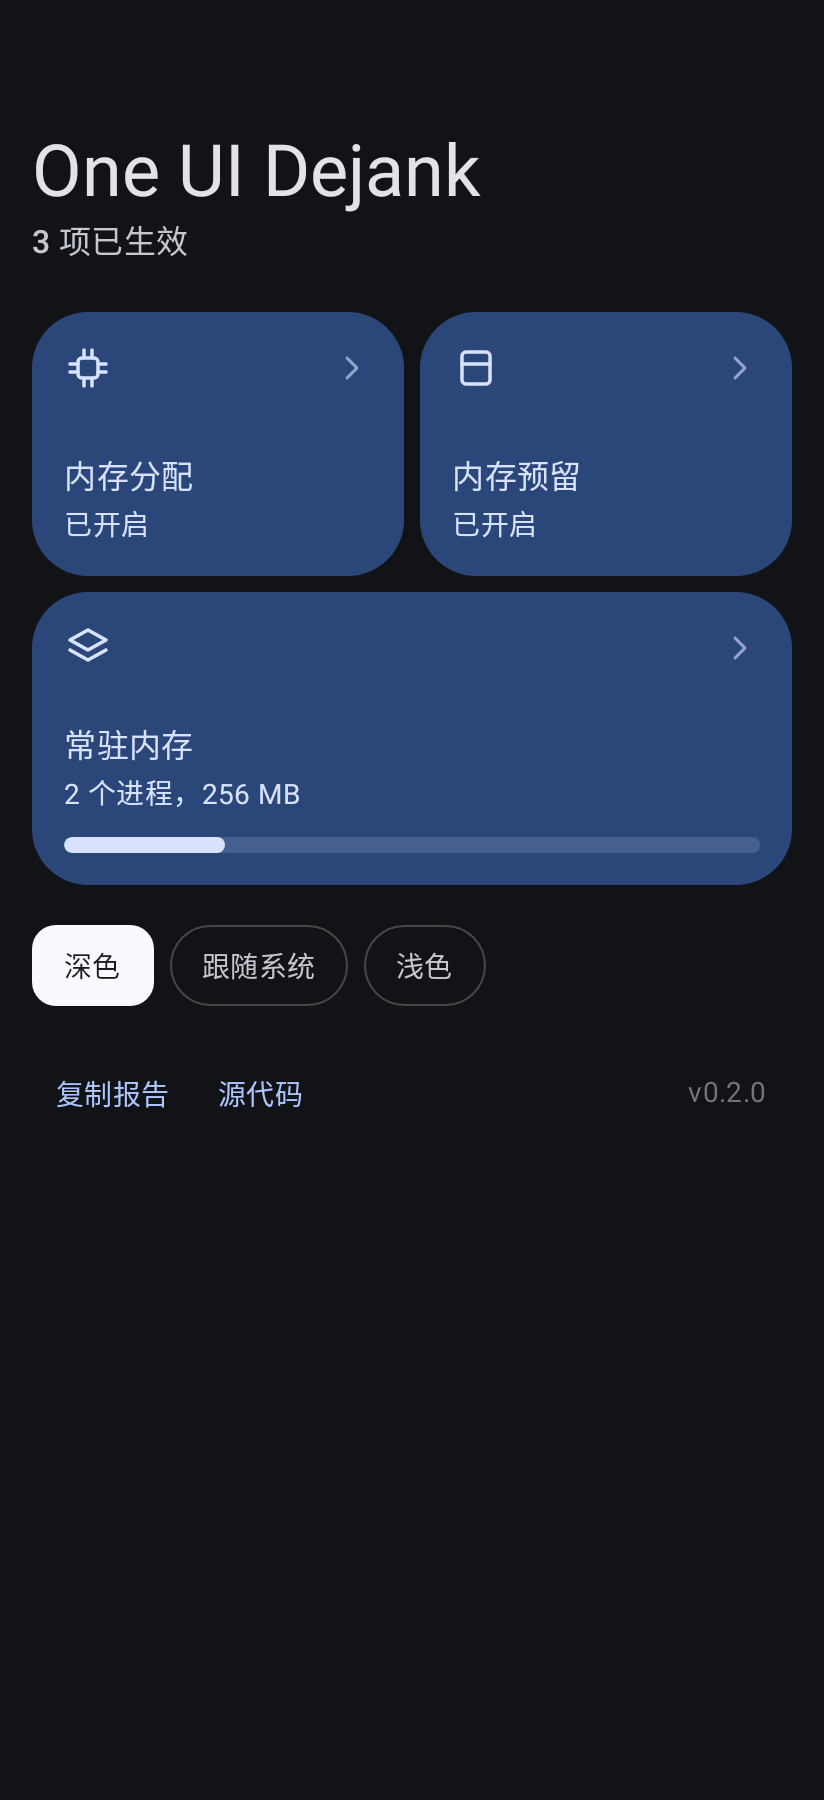 One UI Dejank
3 项已生效
内存分配
已开启
内存预留
已开启
常驻内存
2 个进程，256 MB
深色
跟随系统
浅色
复制报告
源代码
v0.2.0